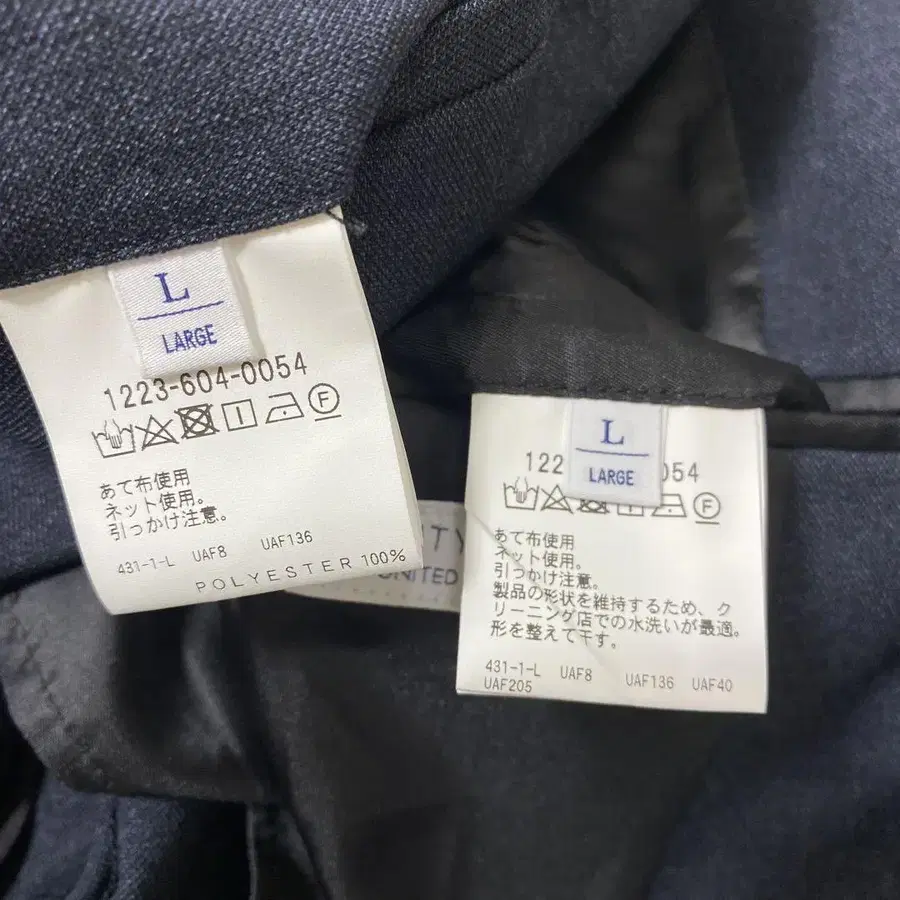 L
LARGE
1223-604-0054
F
あて布使用
ネット使用。
引っかけ注意。
431-1-L UAF8 UAF136
POLYESTER 100%
L
LARGE
122 054
F
あて布使用
ネット使用。
引っかけ注意。
製品の形状を維持するため、ク
リーニング店での水洗いが最適。
形を整えて干す。
431-1-L UAF8 UAF136 UAF40
UAF205
TY
UNITED